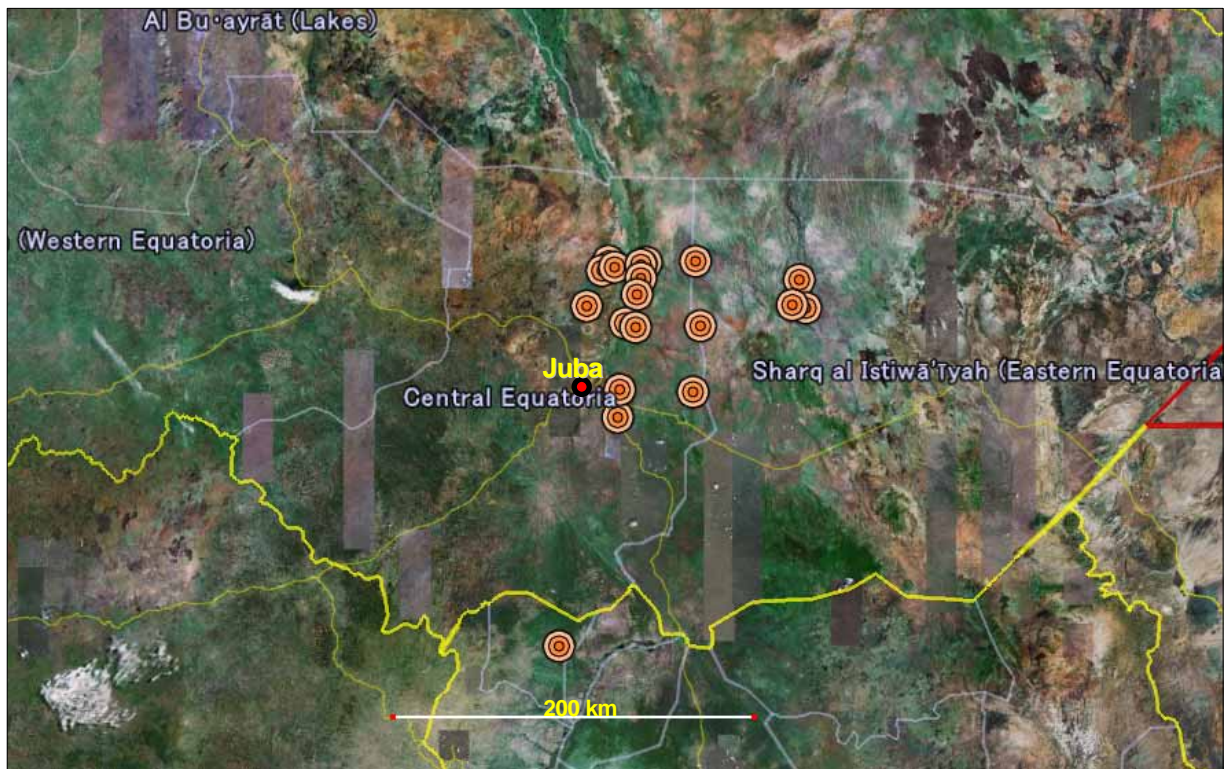 Al Bu·ayrāt (Lakes)
(Western Equatoria)
Juba
Sharq al Istiwā'īyah (Eastern Equatoria
Central Equatoria
200 km